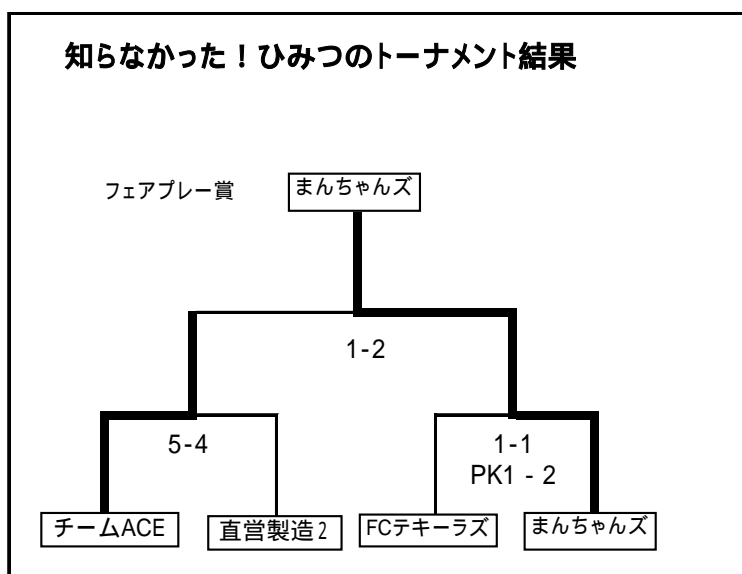 知らなかった!ひみつのトーナメント結果
フェアプレー賞
まんちゃんズ
1-2
5-4
1-1
PK1 - 2
チームACE
直営製造2
FCテキーラズ
まんちゃんズ